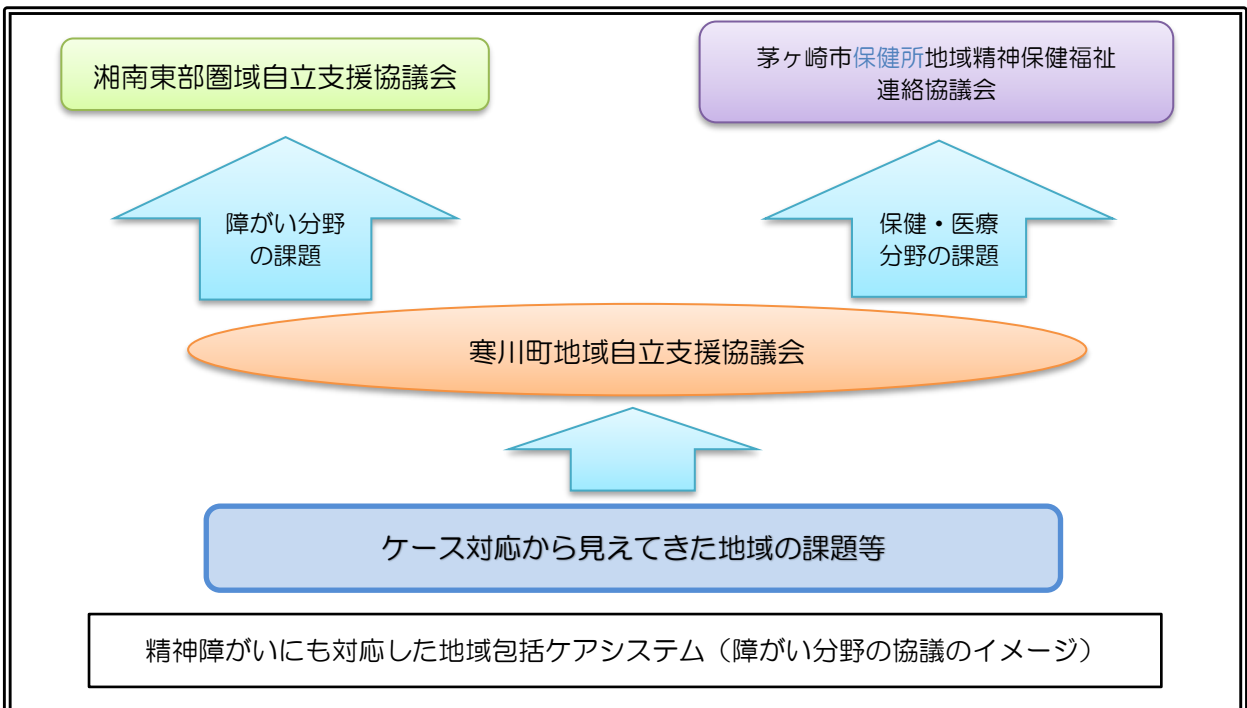 湘南東部圏域自立支援協議会
茅ヶ崎市保健所地域精神保健福祉
連絡協議会
障がい分野
の課題
保健・医療
分野の課題
寒川町地域自立支援協議会
ケース対応から見えてきた地域の課題等
精神障がいにも対応した地域包括ケアシステム（障がい分野の協議のイメージ）